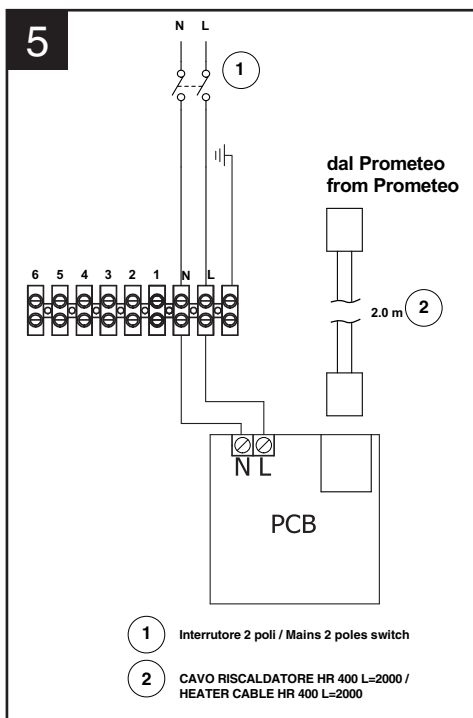 5
N L
1
dal Prometeo
from Prometeo
6 5 4 3 2 1 N L
2.0 m 2
N L
PCB
1 Interrutore 2 poli / Mains 2 poles switch
2 CAVO RISCALDATORE HR 400 L=2000 /
HEATER CABLE HR 400 L=2000